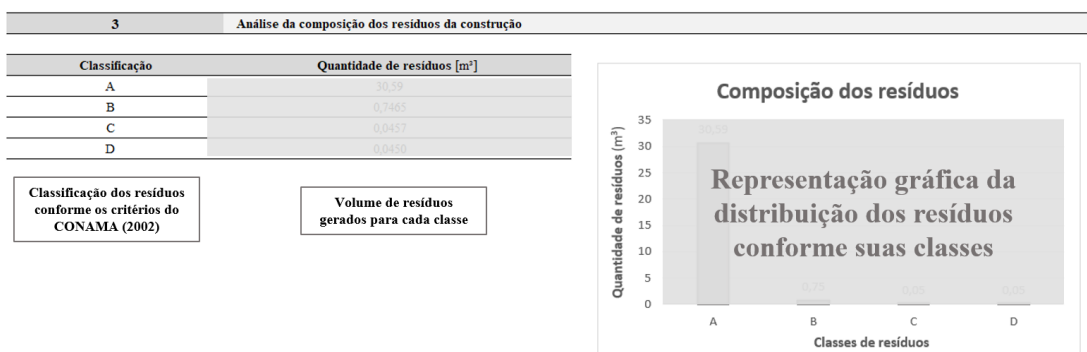 3 Análise da composição dos resíduos da construção
Classificação Quantidade de resíduos [m³]
A 30,59
B 0,7465
C 0,0457
D 0,0450
Classificação dos resíduos
conforme os critérios do
CONAMA (2002)
Volume de resíduos
gerados para cada classe
Composição dos resíduos
Quantidade de resíduos (m³)
35
30
25
20
15
10
5
0
30,59
Representação gráfica da
distribuição dos resíduos
conforme suas classes
0,75 0,05 0,05
A B C D
Classes de resíduos